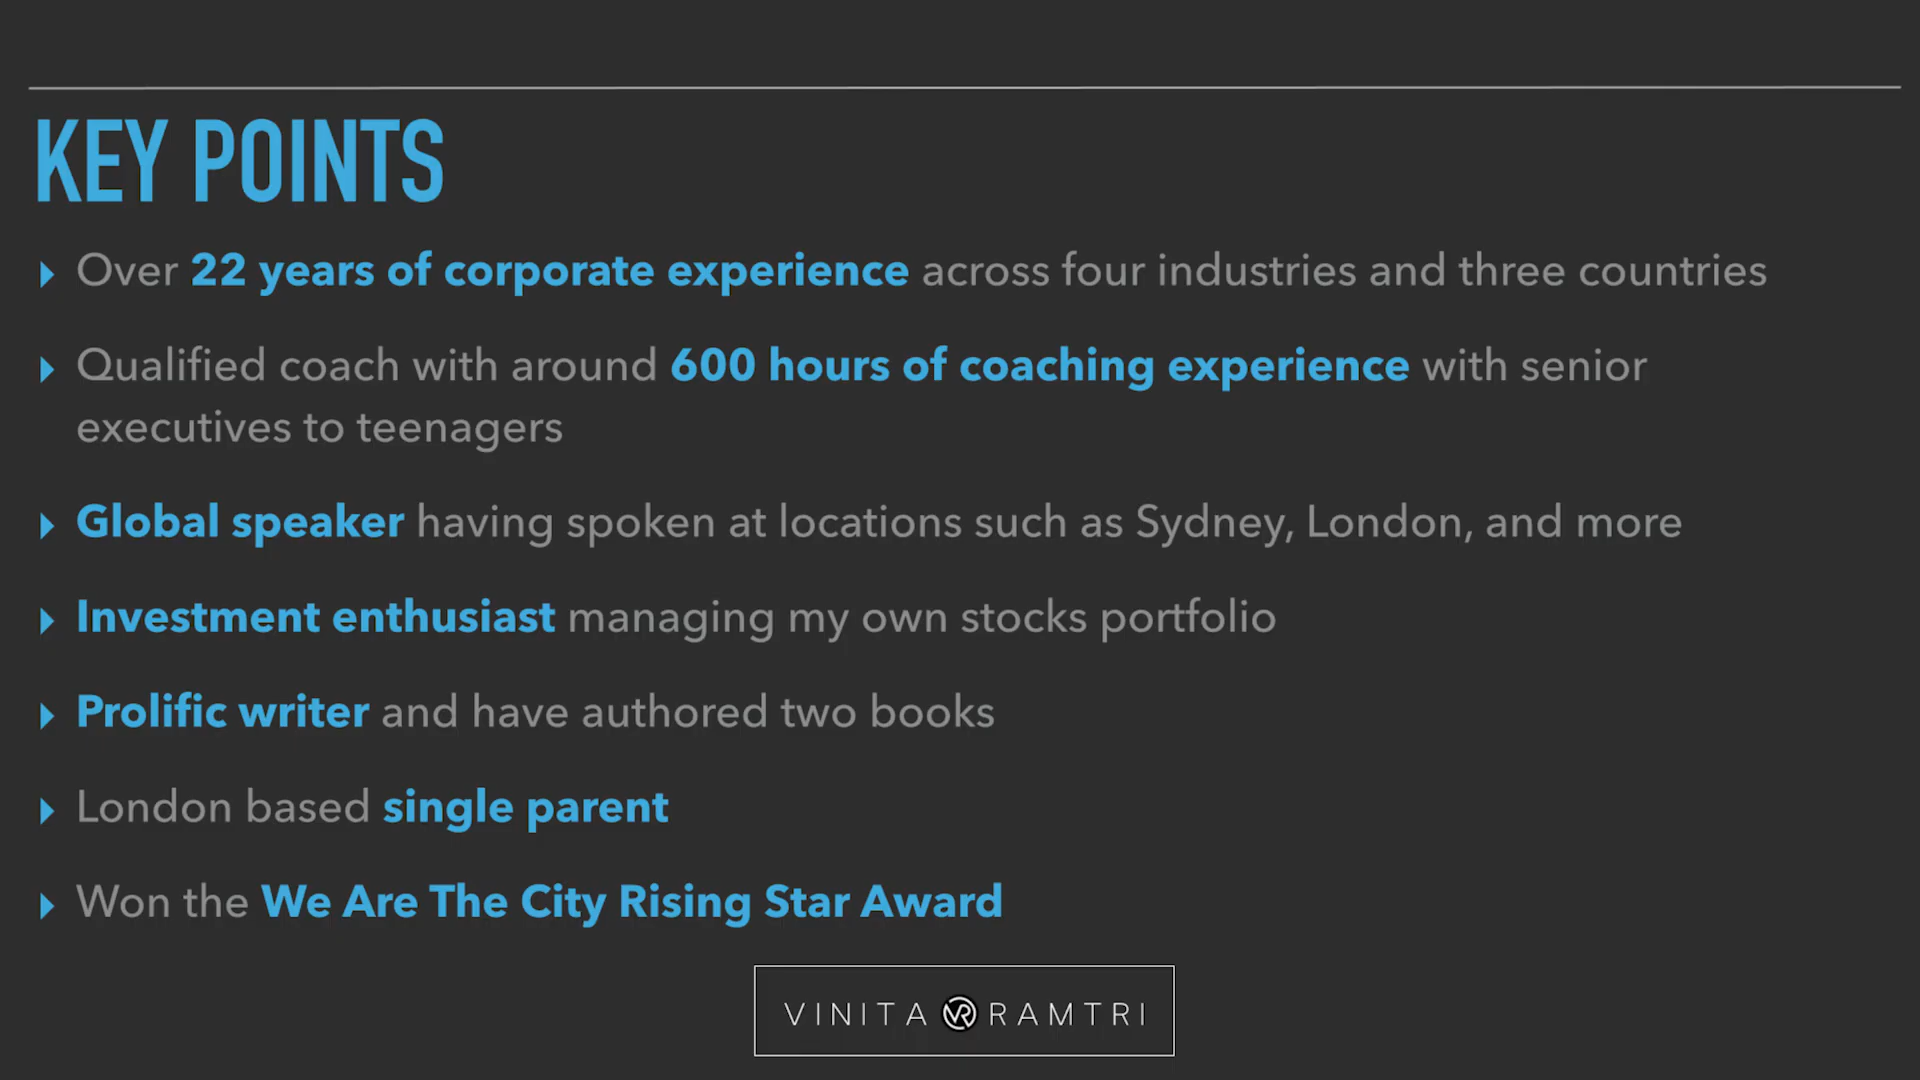 KEY POINTS
Over 22 years of corporate experience across four industries and three countries
Qualified coach with around 600 hours of coaching experience with senior
executives to teenagers
Global speaker having spoken at locations such as Sydney, London, and more
Investment enthusiast managing my own stocks portfolio
Prolific writer and have authored two books
London based single parent
Won the We Are The City Rising Star Award
VINITA VR RAMTRI